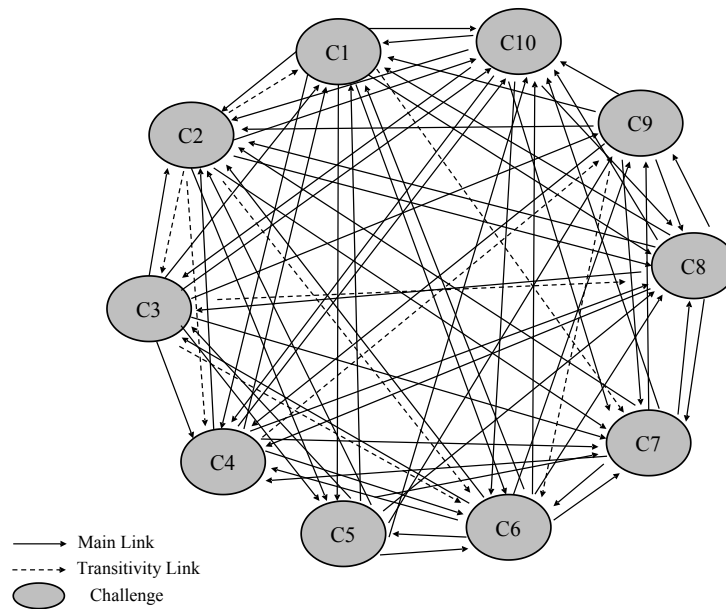 C1
C10
C2
C9
C3
C8
C4
C7
C5
C6
Main Link
Transitivity Link
Challenge